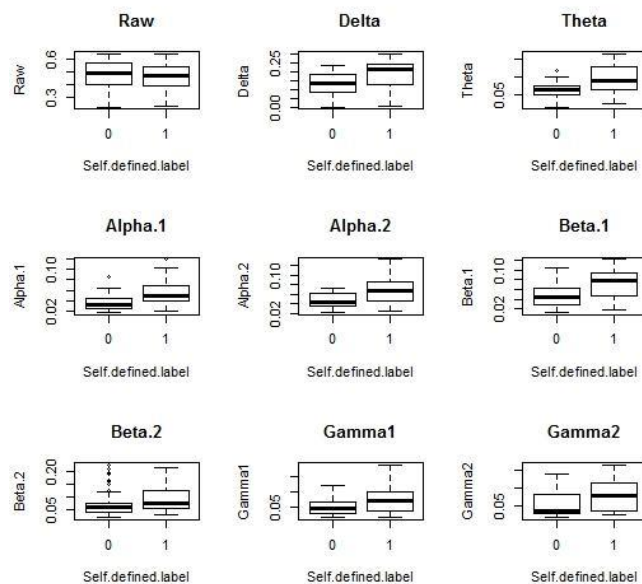 Raw
Raw
0.6
0.3
0 1
Self.defined.label
Delta
Delta
0.25
0.00
0 1
Self.defined.label
Theta
Theta
0.05
0 1
Self.defined.label
Alpha.1
Alpha.1
0.10
0.02
0 1
Self.defined.label
Alpha.2
Alpha.2
0.10
0.02
0 1
Self.defined.label
Beta.1
Beta.1
0.10
0.02
0 1
Self.defined.label
Beta.2
Beta.2
0.20
0.05
0 1
Self.defined.label
Gamma1
Gamma1
0.05
0 1
Self.defined.label
Gamma2
Gamma2
0.05
0 1
Self.defined.label